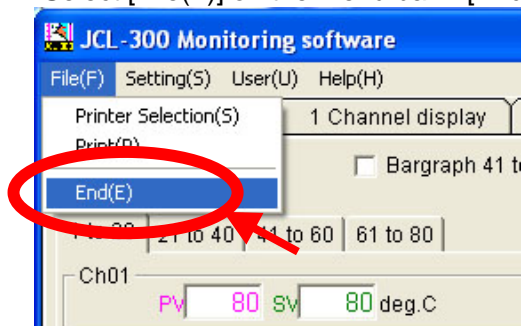 JCL-300 Monitoring software
File(F) Setting(S) User(U) Help(H)
Printer Selection(S)
1 Channel display
Print(P)
Bargraph 41
End(E)
21 to 40 41 to 60 61 to 80
Ch01
PV 80 SV 80 deg.C